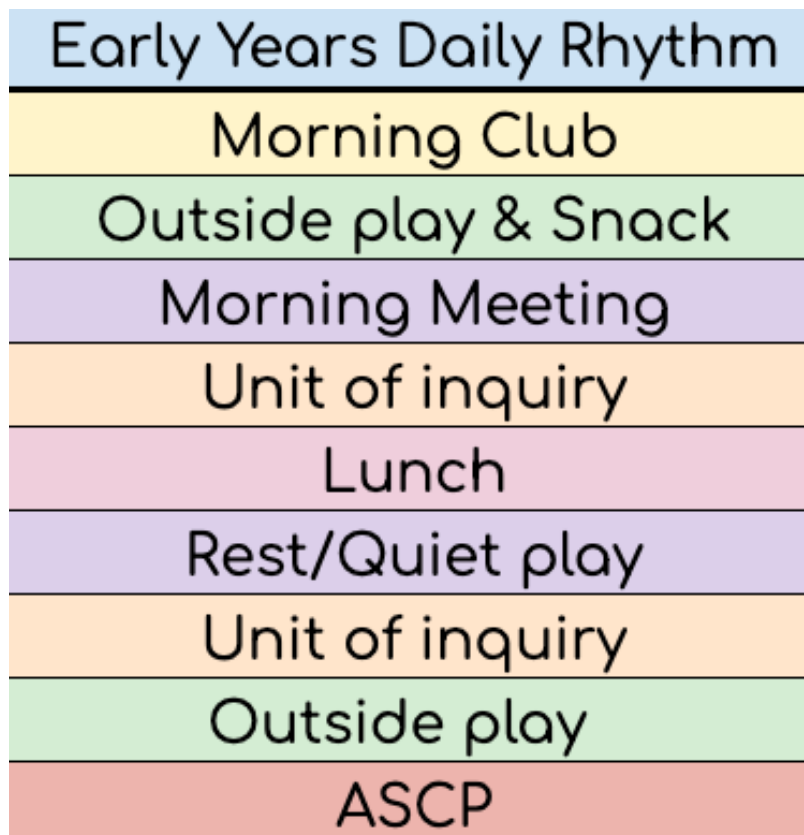 Early Years Daily Rhythm
Morning Club
Outside play & Snack
Morning Meeting
Unit of inquiry
Lunch
Rest/Quiet play
Unit of inquiry
Outside play
ASCP